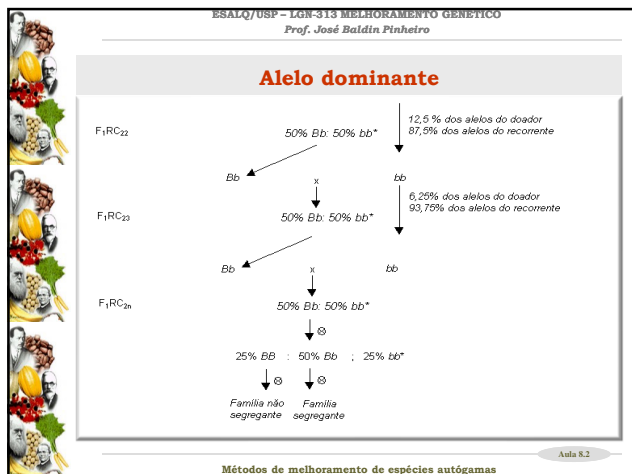 ESALQ/USP – LGN-313 MELHORAMENTO GENÉTICO
Prof. José Baldin Pinheiro
Alelo dominante
F₁RC₂₂ 50% Bb: 50% bb* 12,5 % dos alelos do doador
87,5% dos alelos do recorrente
Bb x bb
F₁RC₂₃ 50% Bb: 50% bb* 6,25% dos alelos do doador
93,75% dos alelos do recorrente
Bb x bb
F₁RC₂ₙ 50% Bb: 50% bb*
⊗
25% BB : 50% Bb ; 25% bb*
⊗ ⊗
Família não Família
segregante segregante
Aula 8.2
Métodos de melhoramento de espécies autógamas